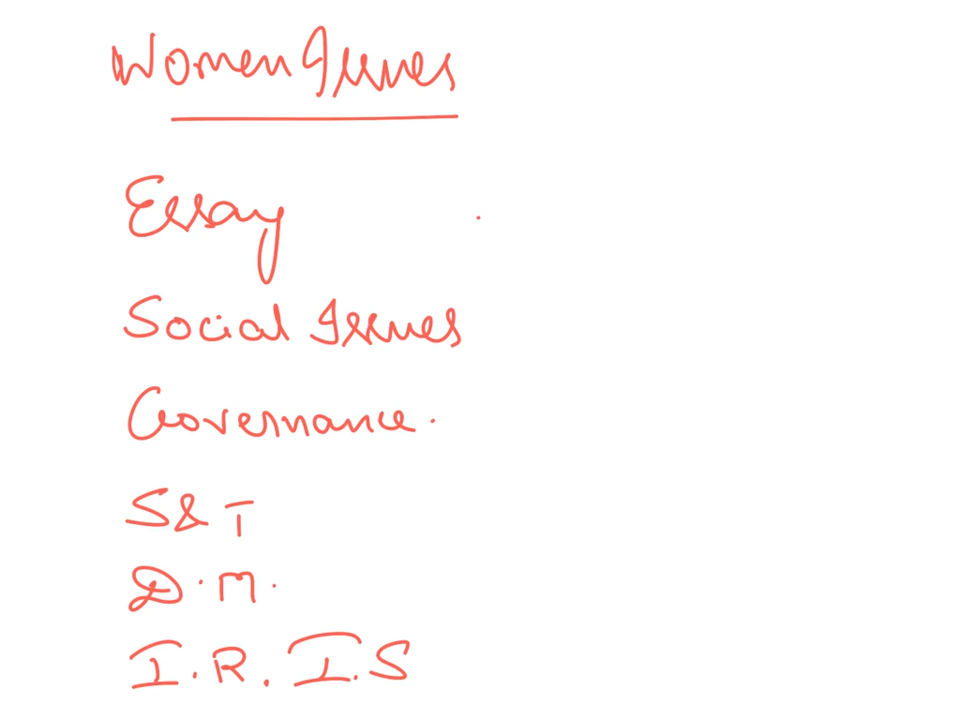 Women Issues
Essay
Social Issues
Governance.
S& T
D.M.
I.R. I.S